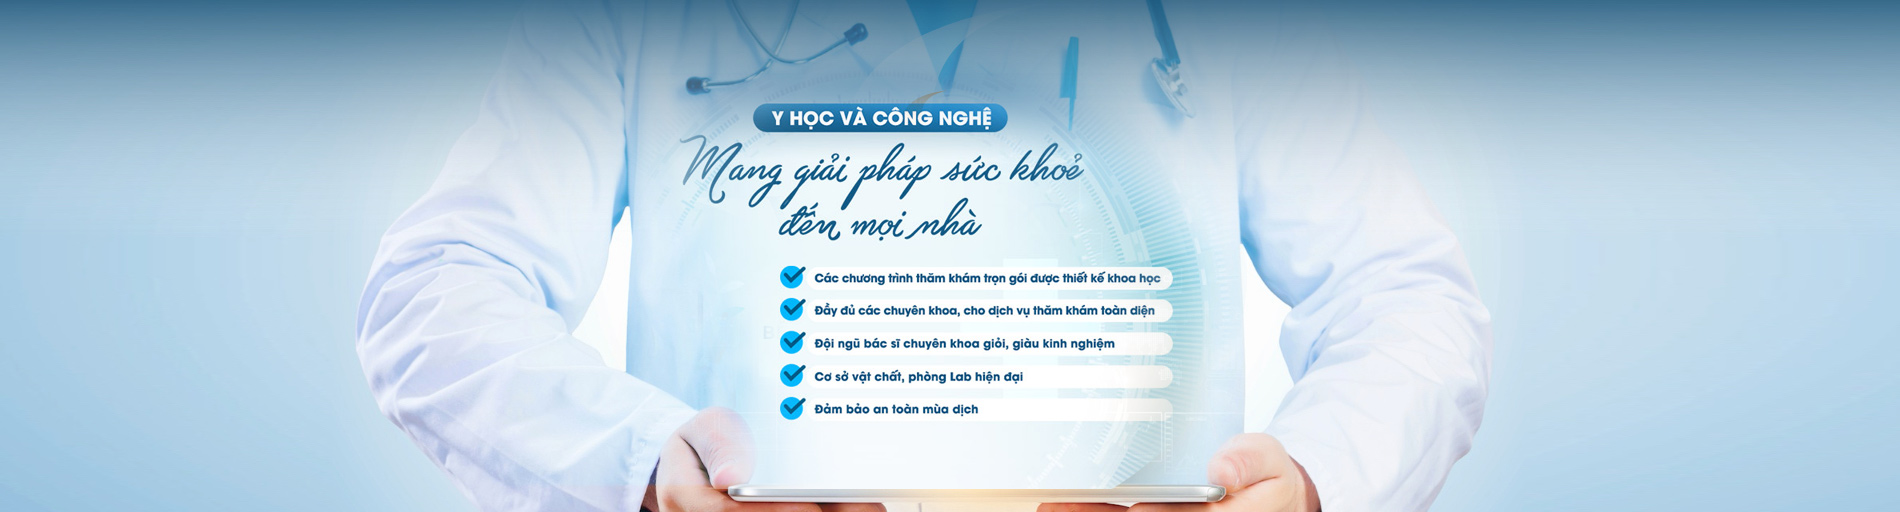 Y HỌC VÀ CÔNG NGHỆ
Mang giải pháp sức khoẻ
đến mọi nhà
Các chương trình thăm khám trọn gói được thiết kế khoa học
Đầy đủ các chuyên khoa, cho dịch vụ thăm khám toàn diện
Đội ngũ bác sĩ chuyên khoa giỏi, giàu kinh nghiệm
Cơ sở vật chất, phòng Lab hiện đại
Đảm bảo an toàn mùa dịch